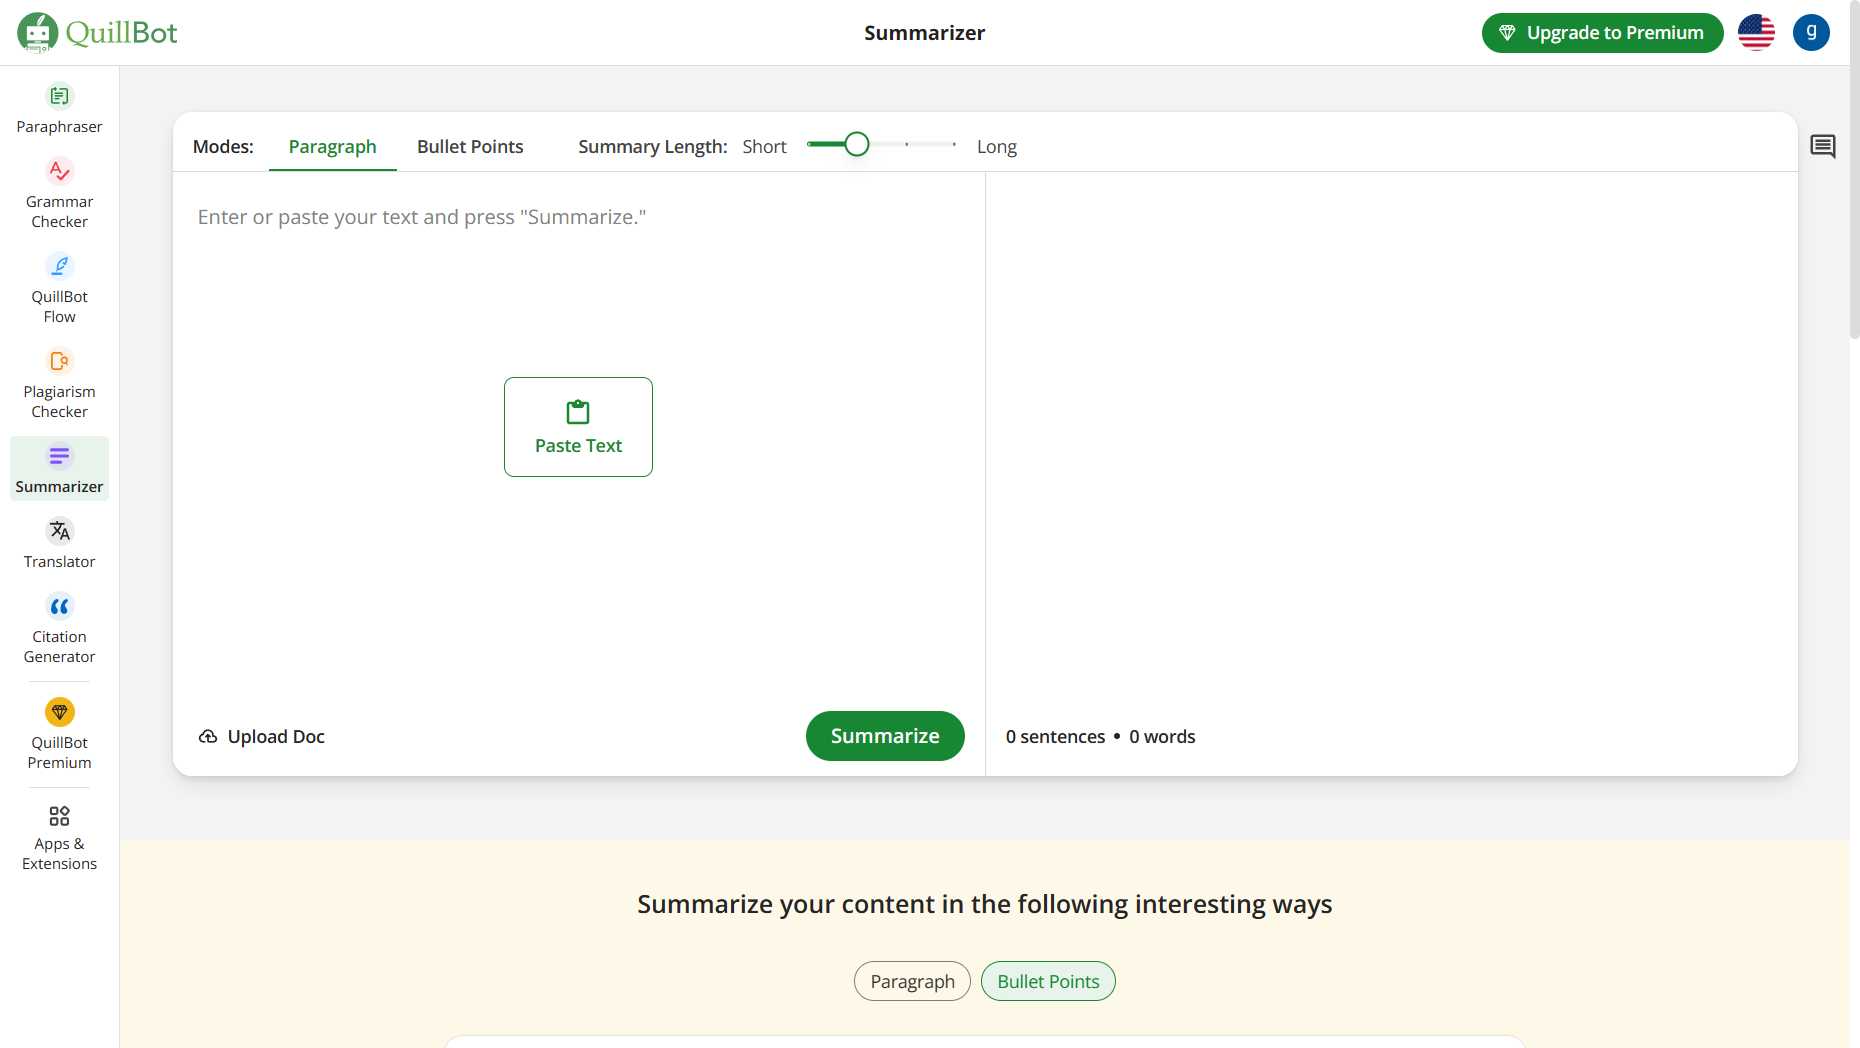 QuillBot
Summarizer
Upgrade to Premium
g
Paraphraser
Grammar
Checker
QuillBot
Flow
Plagiarism
Checker
Summarizer
Translator
Citation
Generator
QuillBot
Premium
Apps &
Extensions
Modes: Paragraph Bullet Points Summary Length: Short Long
Enter or paste your text and press "Summarize."
Paste Text
Upload Doc
Summarize
0 sentences • 0 words
Summarize your content in the following interesting ways
Paragraph Bullet Points